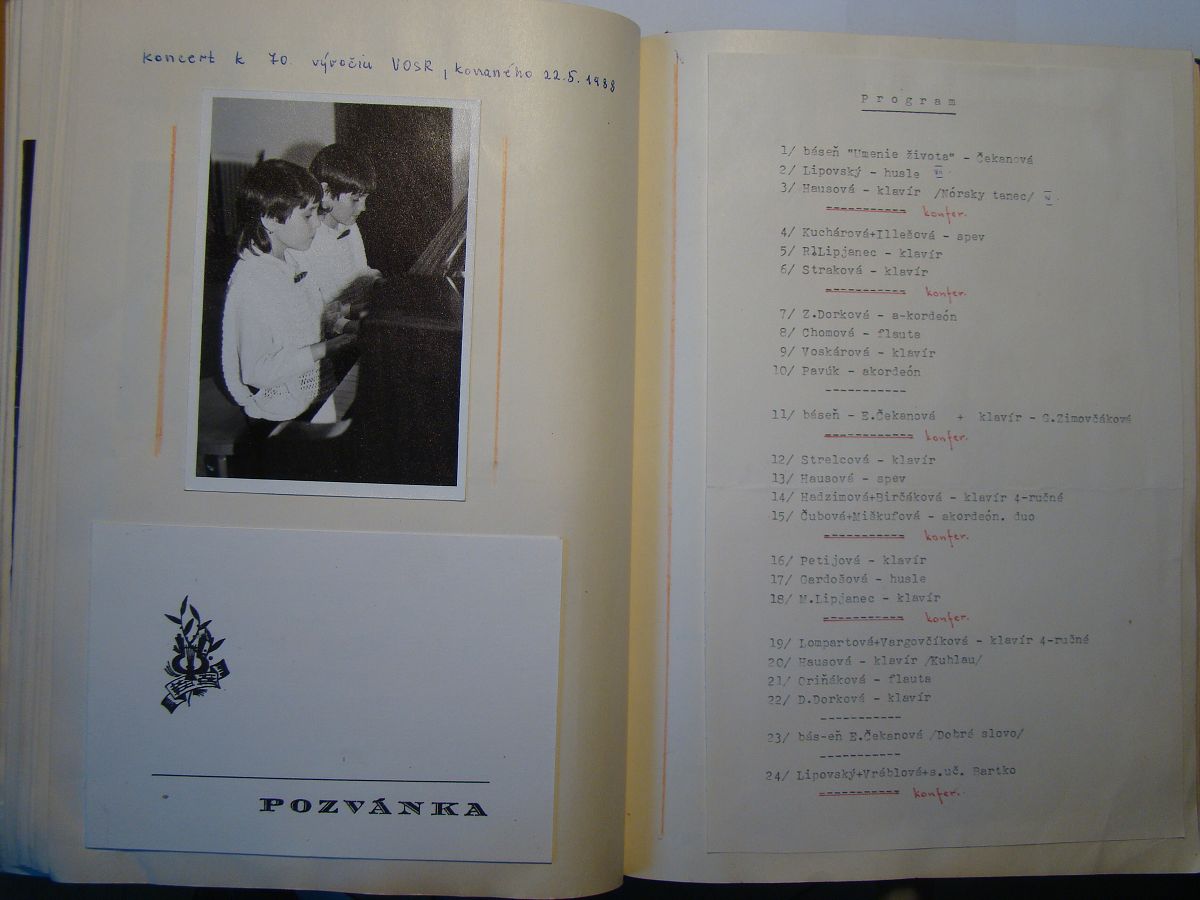 koncert k 70. výročiu VOSR, konaného 22.5.1988
POZVÁNKA
Program
1/ báseň "Umenie života" - Čekanová
2/ Lipovský - husle
3/ Hausová - klavír /Nórsky tanec/
konfer.
4/ Kuchárová+Illešová - spev
5/ R.Lipjanec - klavír
6/ Straková - klavír
konfer.
7/ Z.Dorková - a-kordeón
8/ Chomová - flauta
9/ Voskárová - klavír
10/ Pavúk - akordeón
11/ báseň - E.Čekanová + klavír - G.Zimovčáková
konfer.
12/ Strelcová - klavír
13/ Hausová - spev
14/ Hadzimová+Birčáková - klavír 4-ručné
15/ Čubová+Miškufová - akordeón. duo
konfer.
16/ Petijová - klavír
17/ Gardošová - husle
18/ M.Lipjanec - klavír
konfer.
19/ Lompartová+Vargovčíková - klavír 4-ručné
20/ Hausová - klavír /Kuhlau/
21/ Oriňáková - flauta
22/ D.Dorková - klavír
23/ bás-eň E.Čekanová /Dobré slovo/
24/ Lipovský+Vráblová+s.uč. Bartko
konfer.